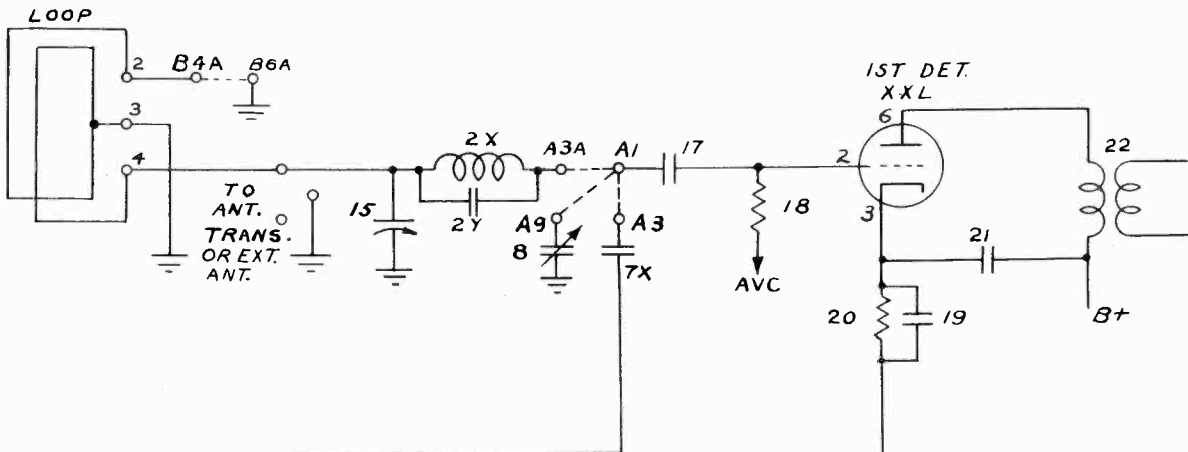 LOOP
2
B4A
B6A
3
4
TO
ANT.
TRANS.
OR EXT.
ANT.
15
2X
2Y
A3A
A1
A9
8
A3
7X
17
18
AVC
1ST DET.
XXL
6
2
3
20
19
21
22
B+